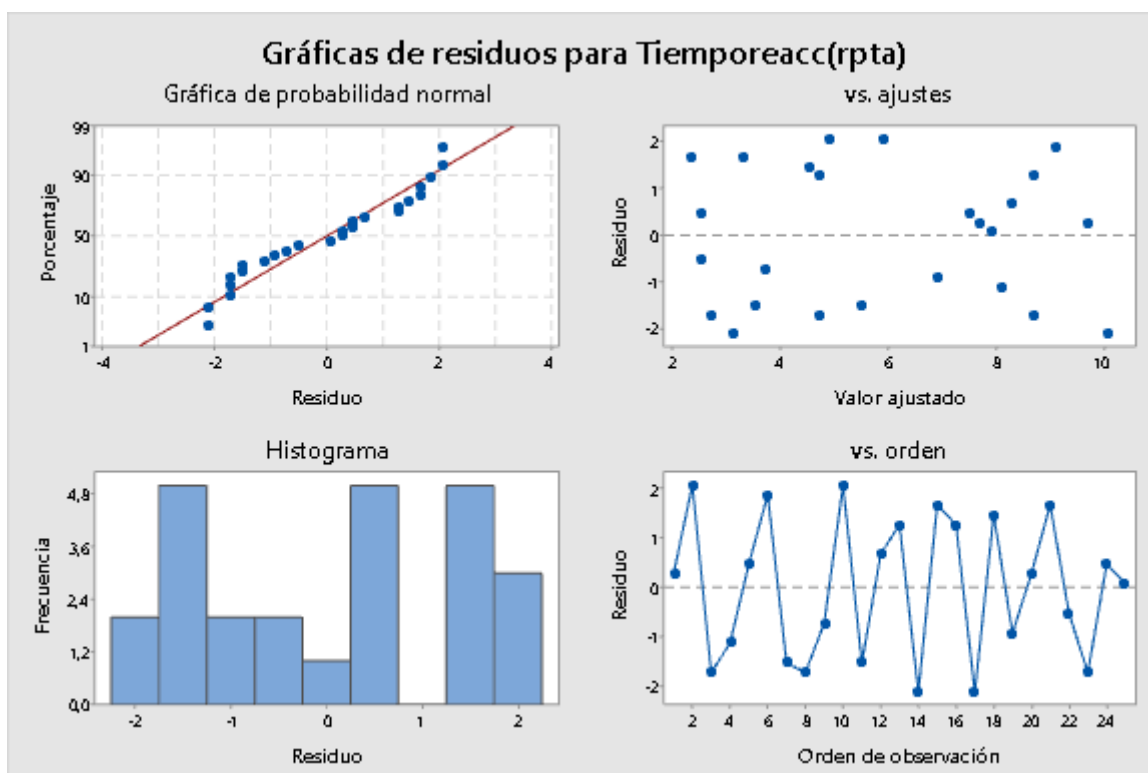 Gráficas de residuos para Tiemporeacc(rpta)
Gráfica de probabilidad normal
99
90
50
10
1
Porcentaje
-4 -2 0 2 4
Residuo
vs. ajustes
2
1
0
-1
-2
Residuo
2 4 6 8 10
Valor ajustado
Histograma
4,8
3,6
2,4
1,2
0,0
Frecuencia
-2 -1 0 1 2
Residuo
vs. orden
2
1
0
-1
-2
Residuo
2 4 6 8 10 12 14 16 18 20 22 24
Orden de observación